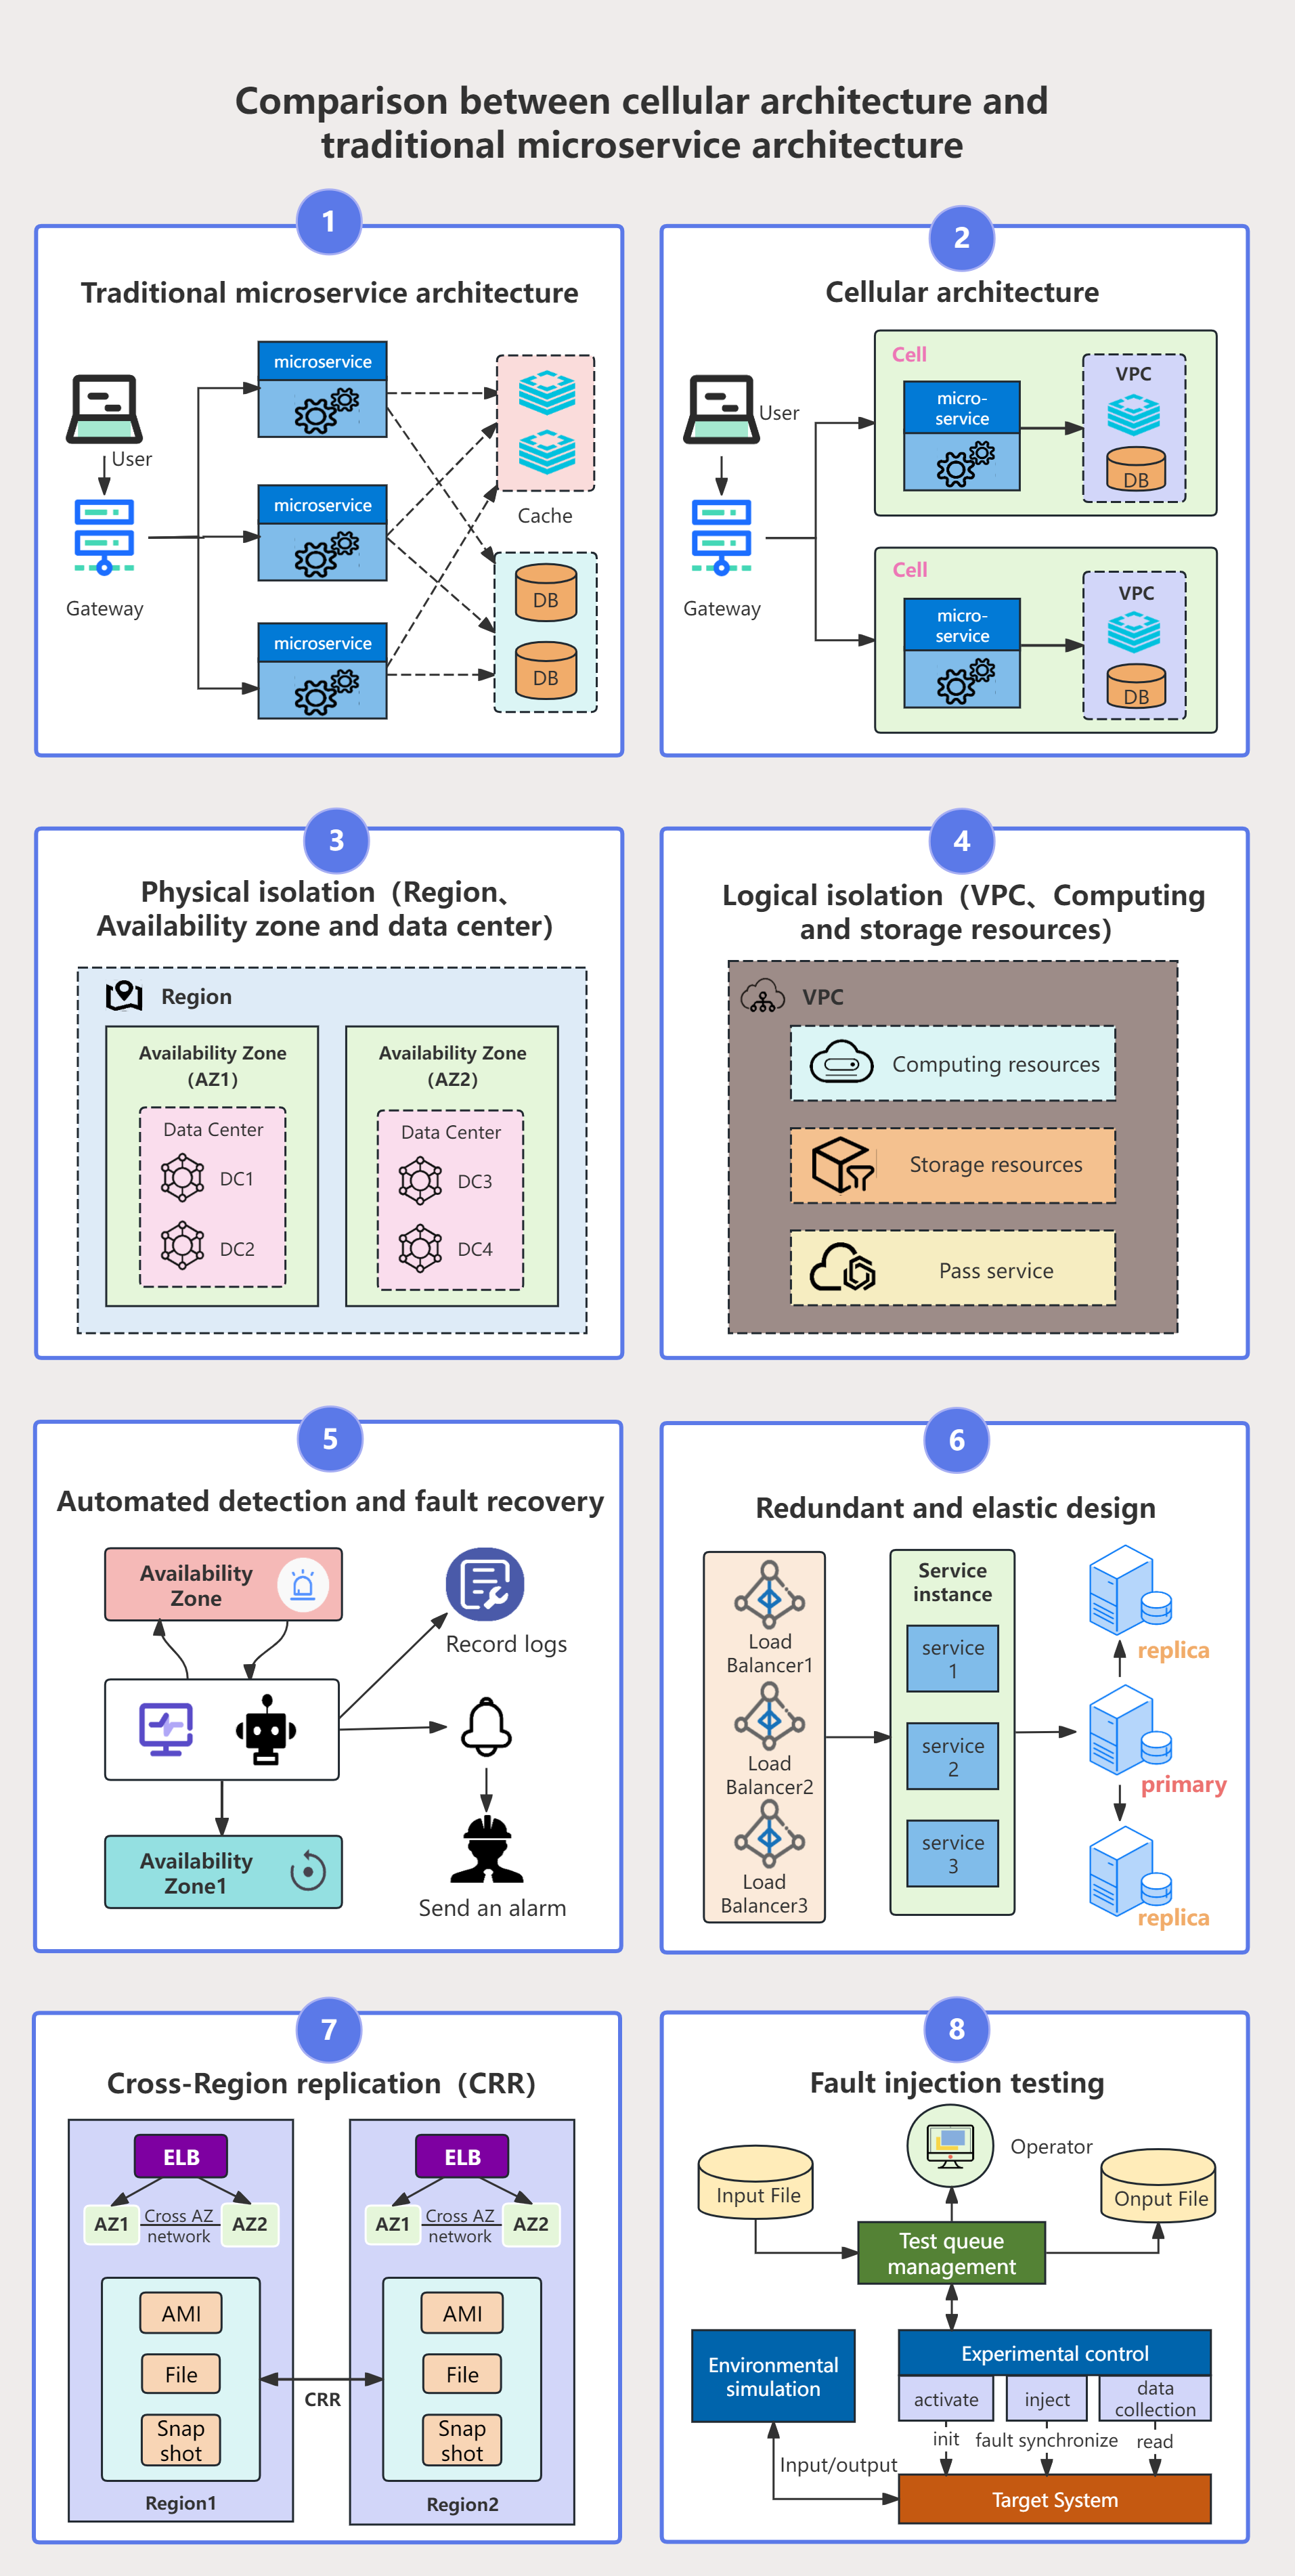 Comparison between cellular architecture and
traditional microservice architecture
1
Traditional microservice architecture
microservice
User
microservice
Cache
Gateway
DB
microservice
DB
2
Cellular architecture
Cell
VPC
micro-
service
User
DB
Cell
VPC
Gateway
micro-
service
DB
3
Physical isolation（Region、
Availability zone and data center）
Region
Availability Zone
（AZ1）
Data Center
DC1
DC2
Availability Zone
（AZ2）
Data Center
DC3
DC4
4
Logical isolation（VPC、Computing
and storage resources）
VPC
Computing resources
Storage resources
Pass service
5
Automated detection and fault recovery
Availability
Zone
Record logs
Availability
Zone1
Send an alarm
6
Redundant and elastic design
Load
Balancer1
Load
Balancer2
Load
Balancer3
Service
instance
service
1
service
2
service
3
replica
primary
replica
7
Cross-Region replication（CRR）
ELB
AZ1
Cross AZ
network
AZ2
AMI
File
Snap
shot
Region1
CRR
ELB
AZ1
Cross AZ
network
AZ2
AMI
File
Snap
shot
Region2
8
Fault injection testing
Operator
Input File
Onput File
Test queue
management
Environmental
simulation
Experimental control
activate
inject
data
collection
init
fault synchronize
read
Input/output
Target System